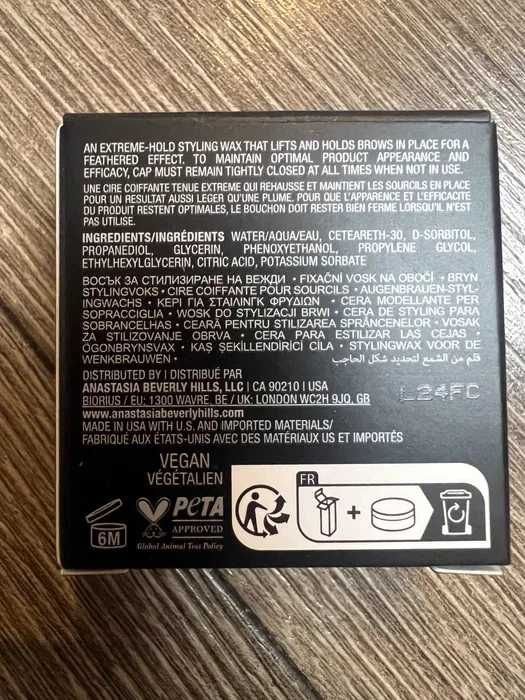 AN EXTREME-HOLD STYLING WAX THAT LIFTS AND HOLDS BROWS IN PLACE FOR A
FEATHERED EFFECT. TO MAINTAIN OPTIMAL PRODUCT APPEARANCE AND
EFFICACY, CAP MUST REMAIN TIGHTLY CLOSED AT ALL TIMES WHEN NOT IN USE.
UNE CIRE COIFFANTE TENUE EXTREME QUI REHAUSSE ET MAINTIENT LES SOURCILS EN PLACE
POUR UN RESULTAT AUSSI LEGER QU'UNE PLUME. POUR QUE L'APPARENCE ET L'EFFICACITE
DU PRODUIT RESTENT OPTIMALES, LE BOUCHON DOIT RESTER BIEN FERME LORSQU'IL N'EST
PAS UTILISE.
INGREDIENTS/INGRÉDIENTS WATER/AQUA/EAU, CETEARETH-30, D-SORBITOL,
PROPANEDIOL, GLYCERIN, PHENOXYETHANOL, PROPYLENE GLYCOL,
ETHYLHEXYLGLYCERIN, CITRIC ACID, POTASSIUM SORBATE
ВОСЪК ЗА СТИЛИЗИРАНЕ НА ВЕЖДИ • FIXAČNÍ VOSK NA OBOČÍ • BRYN
STYLINGVOKS • CIRE COIFFANTE POUR SOURCILS • AUGENBRAUEN-STYL-
INGWACHS • ΚΕΡΙ ΓΙΑ ΣΤΑΙΛΙΝΓΚ ΦΡΥΔΙΩΝ • CERA MODELLANTE PER
SOPRACCIGLIA • WOSK DO STYLIZACJI BRWI • CERA DE STYLING PARA
SOBRANCELHAS • CEARĂ PENTRU STILIZAREA SPRÂNCELOR • VOSAK
ZA STILIZOVANJE OBRVA • CERA PARA ESTILIZAR LAS CEJAS •
ÖGONBRYNSVAX • KAŞ ŞEKİLLENDİRİCİ CILA • STYLINGWAX VOOR DE
WENKBRAUWEN • قلم من الشمع لتحديد شكل الحاجب
DISTRIBUTED BY I DISTRIBUÉ PAR
ANASTASIA BEVERLY HILLS, LLC | CA 90210 I USA
BIORIUS / EU: 1300 WAVRE. BE / UK: LONDON WC2H 9JQ. GB
L24FC
www.anastasiabeverlyhills.com
MADE IN USA WITH U.S. AND IMPORTED MATERIALS/
FABRIQUÉ AUX ÉTATS-UNIS AVEC DES MATÉRIAUX US ET IMPORTÉS
VEGAN
VÉGÉTALIEN
6M
PeTA
APPROVED
Global Animal Test Policy
FR
+